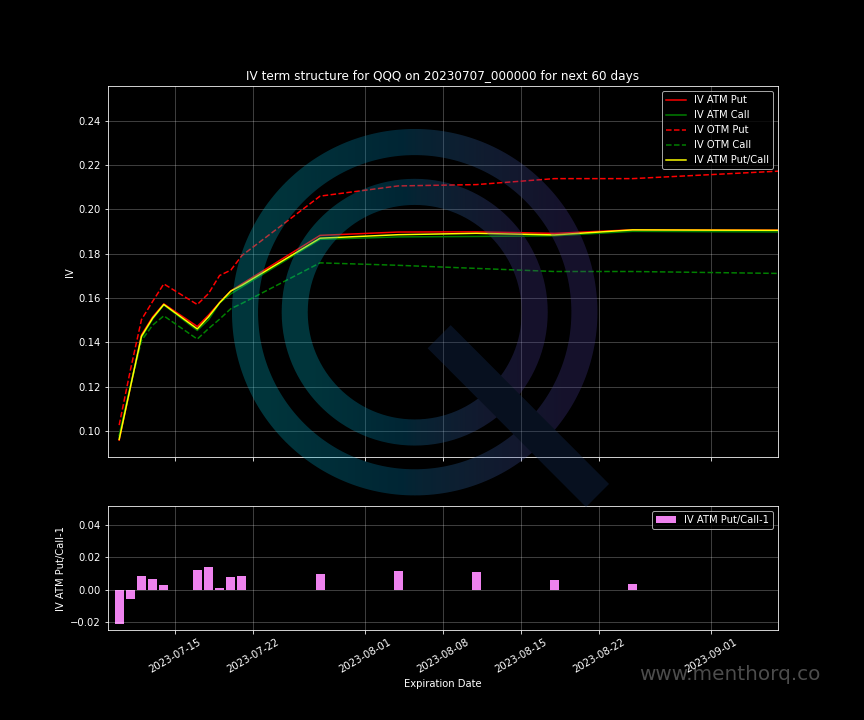 IV term structure for QQQ on 20230707_000000 for next 60 days
IV ATM Put
IV ATM Call
IV OTM Put
IV OTM Call
IV ATM Put/Call
0.24
0.22
0.20
0.18
0.16
0.14
0.12
0.10
IV
IV ATM Put/Call-1
0.04
0.02
0.00
−0.02
IV ATM Put/Call-1
2023-07-15
2023-07-22
2023-08-01
2023-08-08
2023-08-15
2023-08-22
2023-09-01
Expiration Date
www.menthorq.co